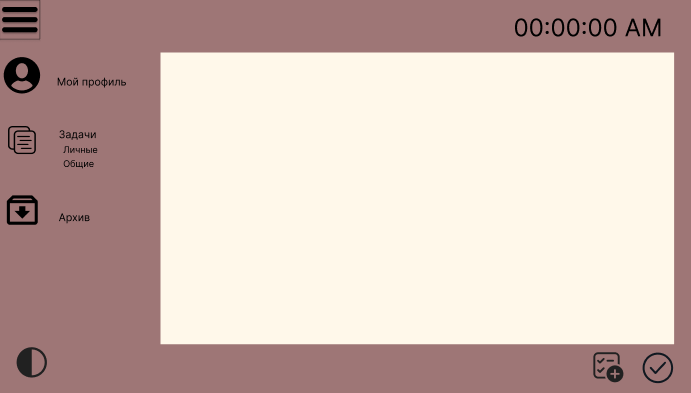 00:00:00 AM
Мой профиль
Задачи
Личные
Общие
Архив